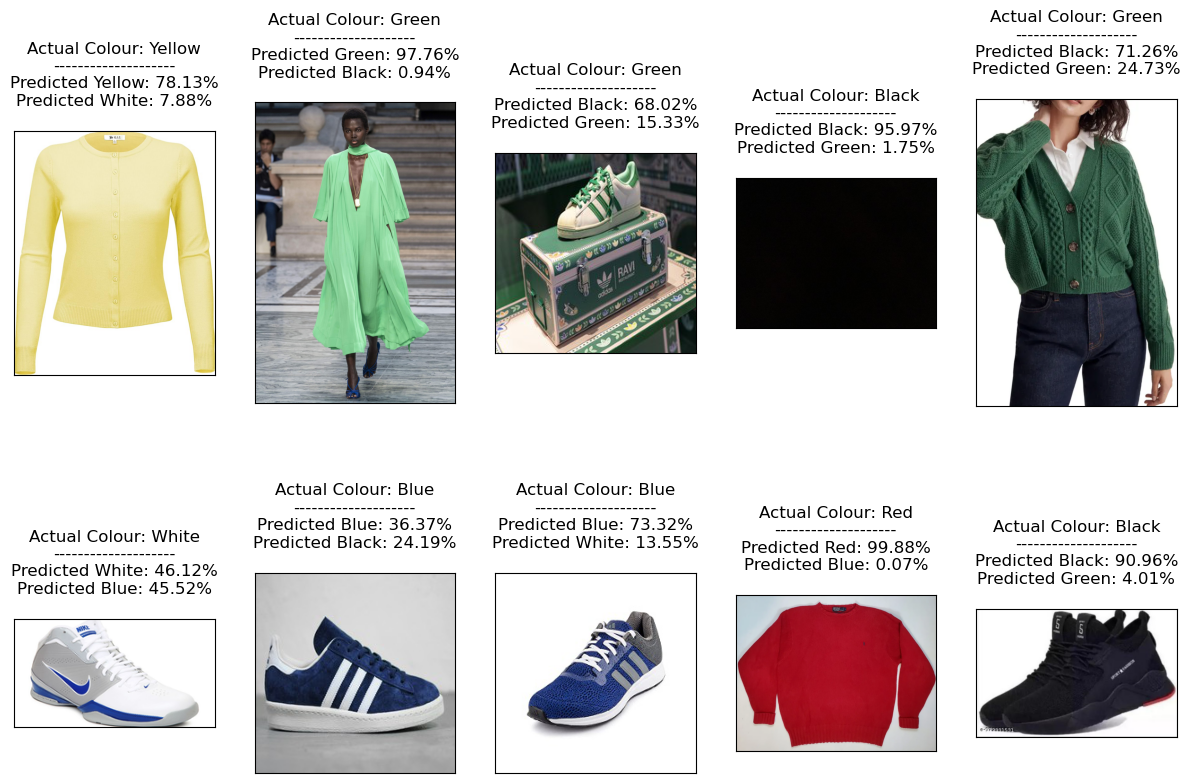 Actual Colour: Yellow
--------------------
Predicted Yellow: 78.13%
Predicted White: 7.88%
Actual Colour: Green
--------------------
Predicted Green: 97.76%
Predicted Black: 0.94%
Actual Colour: Green
--------------------
Predicted Black: 68.02%
Predicted Green: 15.33%
adidas
RAVI
Actual Colour: Black
--------------------
Predicted Black: 95.97%
Predicted Green: 1.75%
Actual Colour: Green
--------------------
Predicted Black: 71.26%
Predicted Green: 24.73%
Actual Colour: White
--------------------
Predicted White: 46.12%
Predicted Blue: 45.52%
NIKE
Actual Colour: Blue
--------------------
Predicted Blue: 36.37%
Predicted Black: 24.19%
Actual Colour: Blue
--------------------
Predicted Blue: 73.32%
Predicted White: 13.55%
Actual Colour: Red
--------------------
Predicted Red: 99.88%
Predicted Blue: 0.07%
Actual Colour: Black
--------------------
Predicted Black: 90.96%
Predicted Green: 4.01%